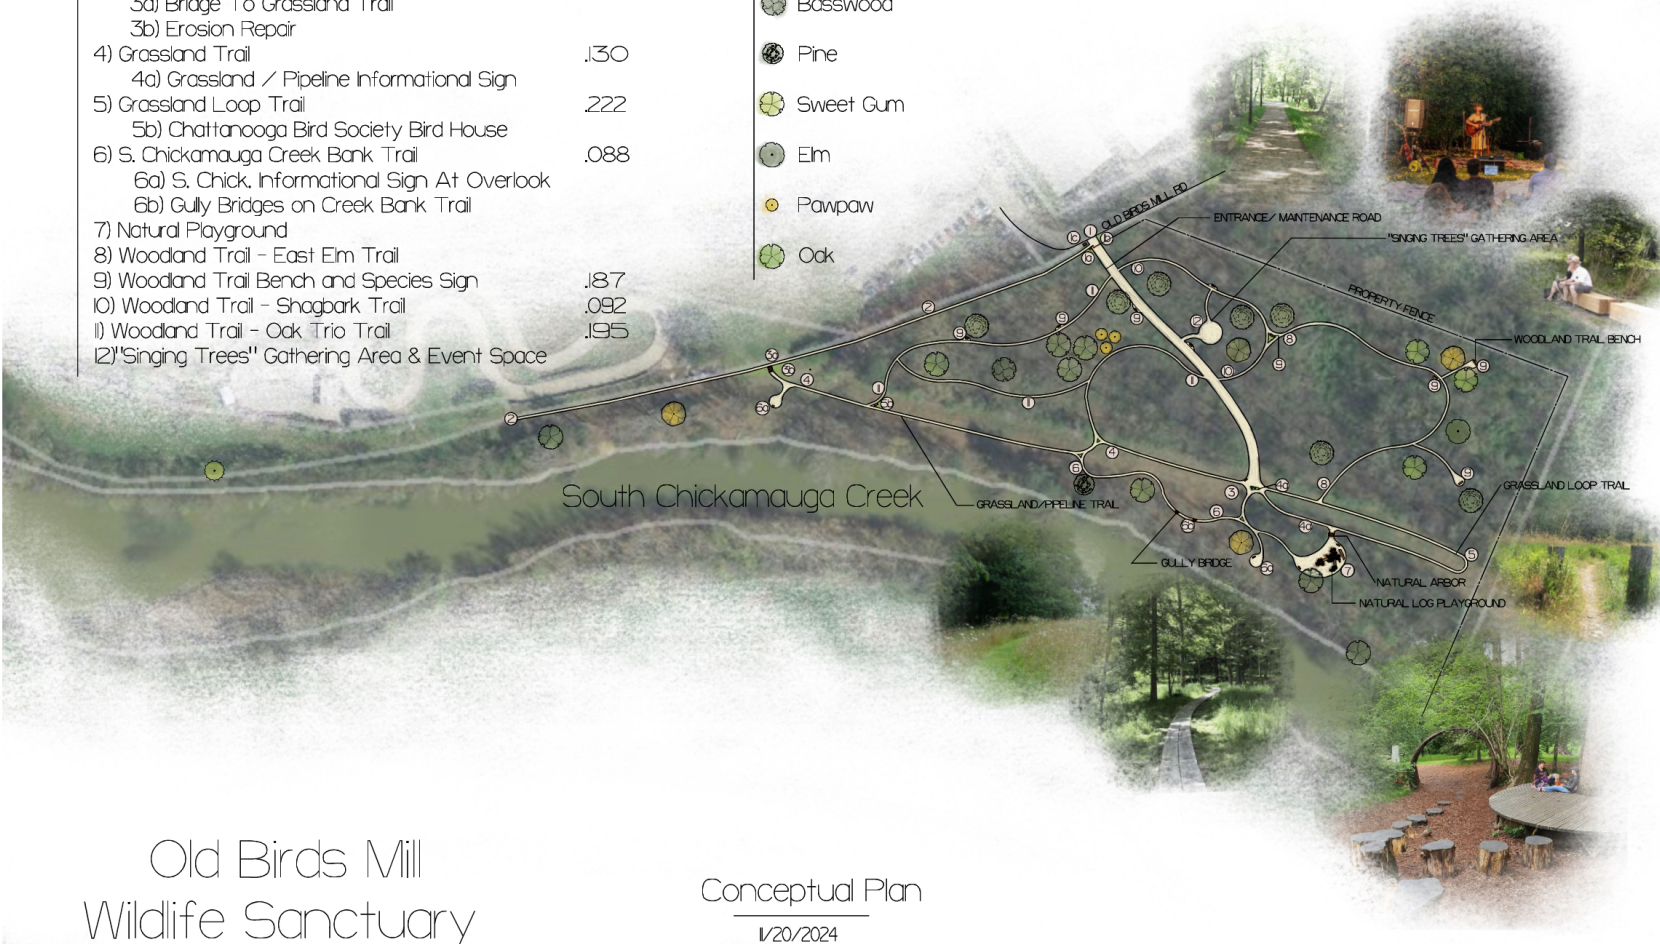 3a) Bridge To Grassland Trail
3b) Erosion Repair
4) Grassland Trail .130
4a) Grassland / Pipeline Informational Sign
5) Grassland Loop Trail .222
5b) Chattanooga Bird Society Bird House
6) S. Chickamauga Creek Bank Trail .088
6a) S. Chick. Informational Sign At Overlook
6b) Gully Bridges on Creek Bank Trail
7) Natural Playground
8) Woodland Trail - East Elm Trail
9) Woodland Trail Bench and Species Sign .187
10) Woodland Trail - Shagbark Trail .092
11) Woodland Trail - Oak Trio Trail .195
12)"Singing Trees" Gathering Area & Event Space
Basswood
Pine
Sweet Gum
Elm
Pawpaw
Oak
OLD BIRDS MILL RD
ENTRANCE/ MAINTENANCE ROAD
"SINGING TREES" GATHERING AREA
PROPERTY FENCE
WOODLAND TRAIL BENCH
GRASSLAND LOOP TRAIL
South Chickamauga Creek
GRASSLAND/PIPELINE TRAIL
GULLY BRIDGE
NATURAL ARBOR
NATURAL LOG PLAYGROUND
Old Birds Mill
Wildlife Sanctuary
Conceptual Plan
11/20/2024